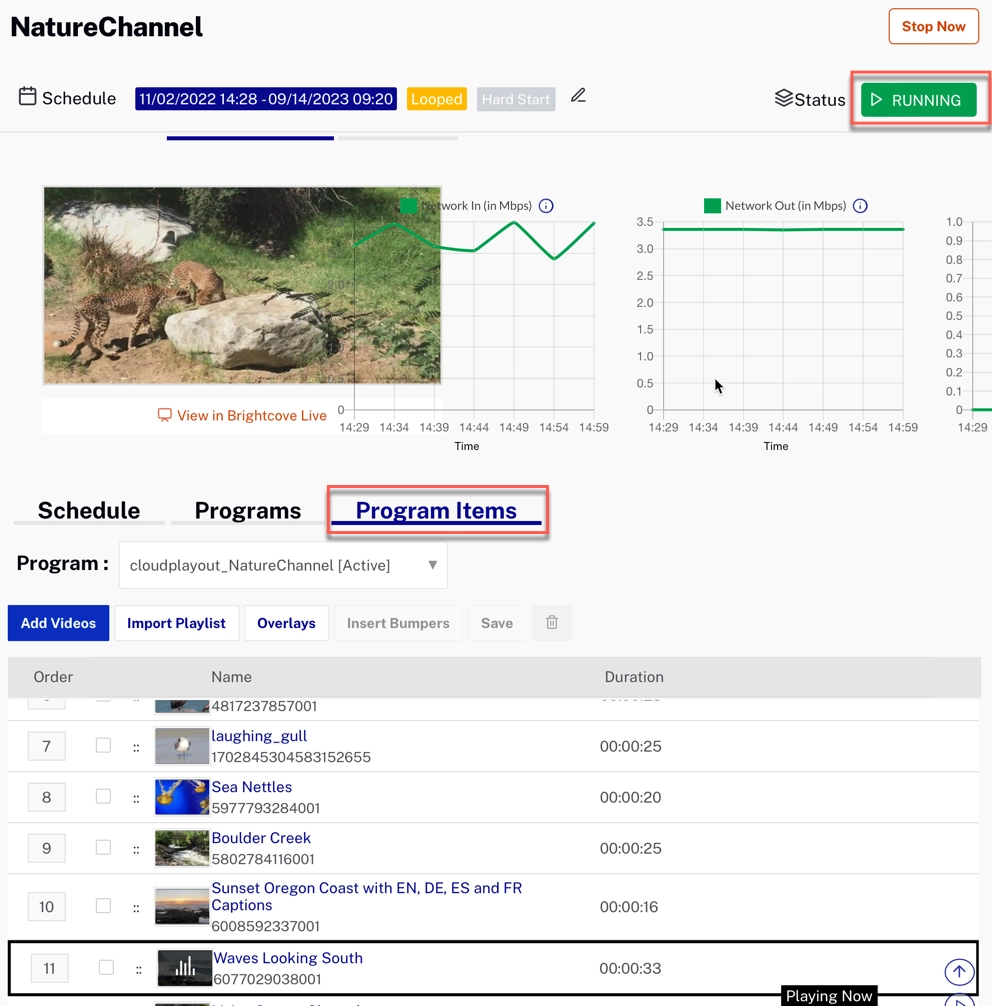 NatureChannel
Stop Now
Schedule 11/02/2022 14:28 - 09/14/2023 09:20 Looped Hard Start
Status RUNNING
Network In (in Mbps)
0
14:29 14:34 14:39 14:44 14:49 14:54 14:59
Time
Network Out (in Mbps)
3.5
3.0
2.5
2.0
1.5
1.0
0.5
0
14:29 14:34 14:39 14:44 14:49 14:54 14:59
Time
1.0
0.9
0.8
0.7
0.6
0.5
0.4
0.3
0.2
0.1
0
14:29
View in Brightcove Live
Schedule Programs Program Items
Program : cloudplayout_NatureChannel [Active]
Add Videos Import Playlist Overlays Insert Bumpers Save
Order Name Duration
4817237857001
7 laughing_gull 00:00:25
1702845304583152655
8 Sea Nettles 00:00:20
5977793284001
9 Boulder Creek 00:00:25
5802784116001
10 Sunset Oregon Coast with EN, DE, ES and FR 00:00:16
Captions
6008592337001
11 Waves Looking South 00:00:33
6077029038001
Playing Now